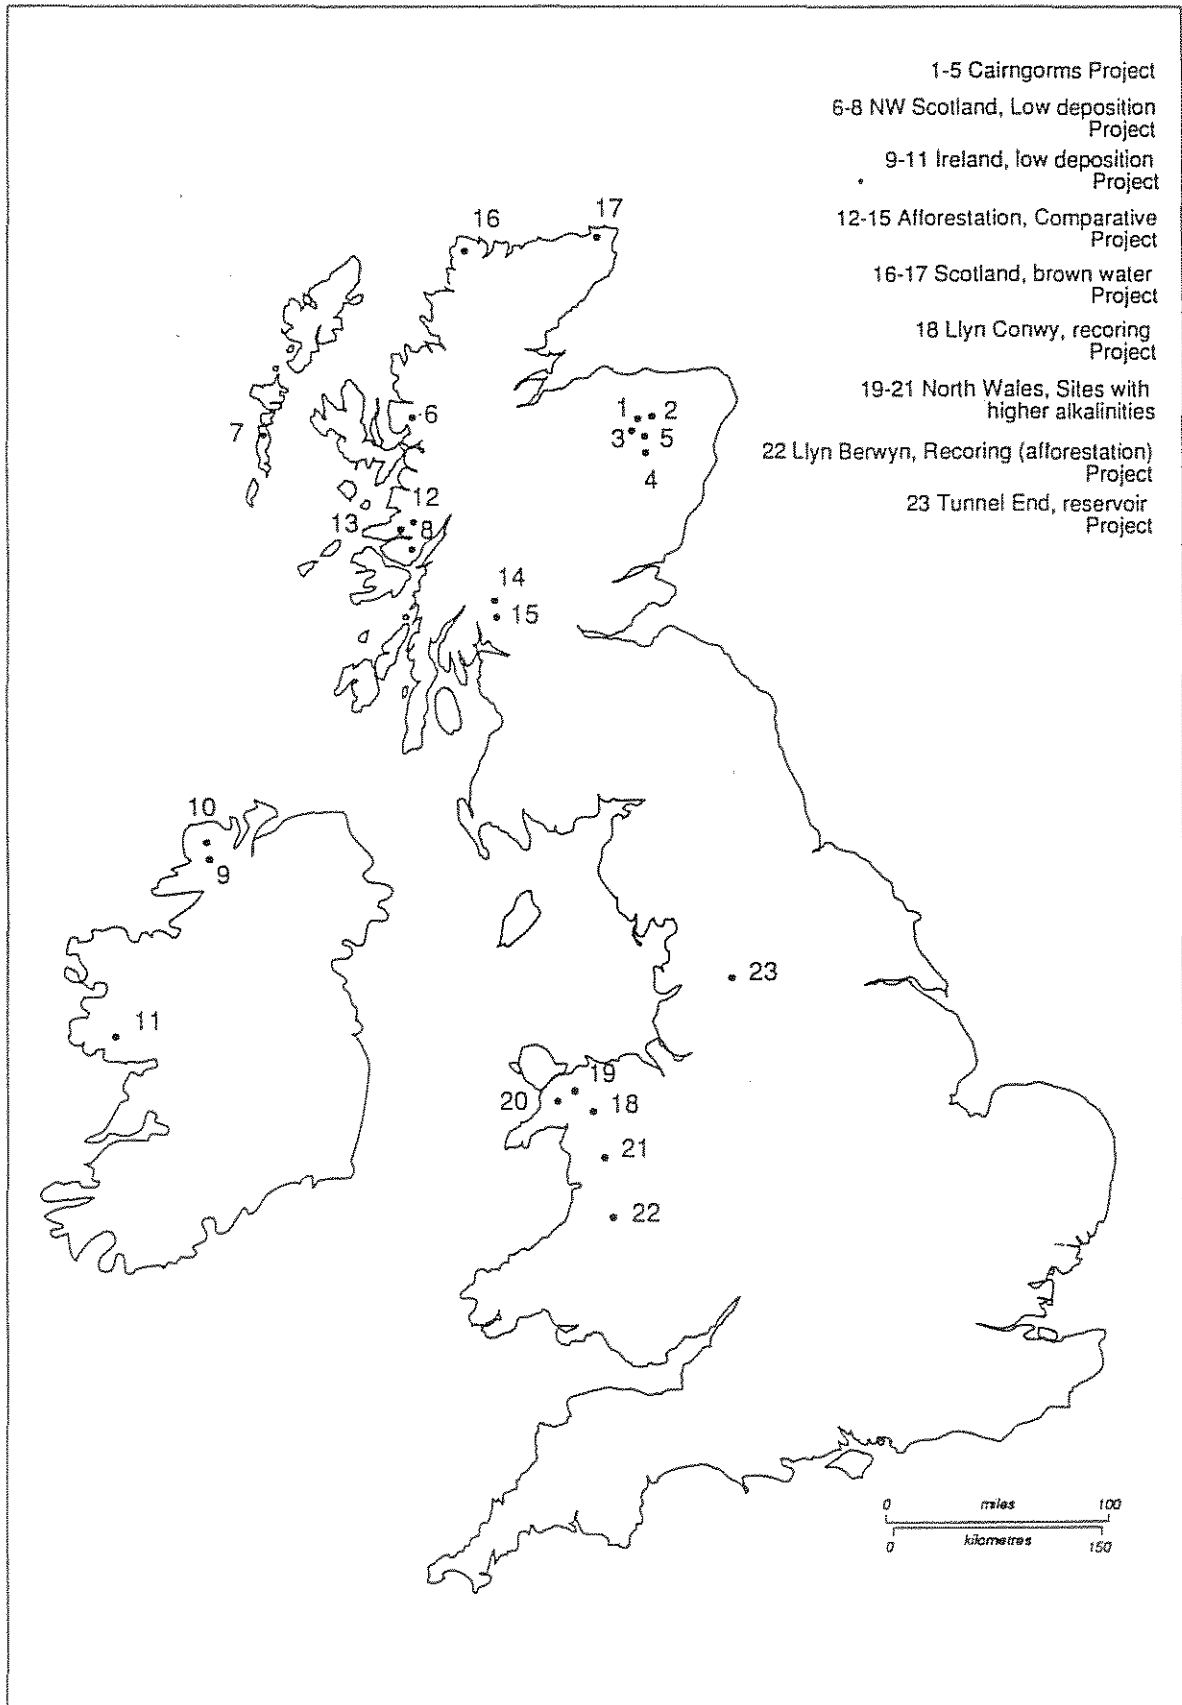 1-5 Cairngorms Project
6-8 NW Scotland, Low deposition
Project
9-11 Ireland, low deposition
Project
12-15 Afforestation, Comparative
Project
16-17 Scotland, brown water
Project
18 Llyn Conwy, recoring
Project
19-21 North Wales, Sites with
higher alkalinities
22 Llyn Berwyn, Recoring (afforestation)
Project
23 Tunnel End, reservoir
Project
16
17
6
7
1
2
3
5
4
12
13
8
14
15
10
9
11
23
19
20
18
21
22
0 miles 100
kilometres
0 150